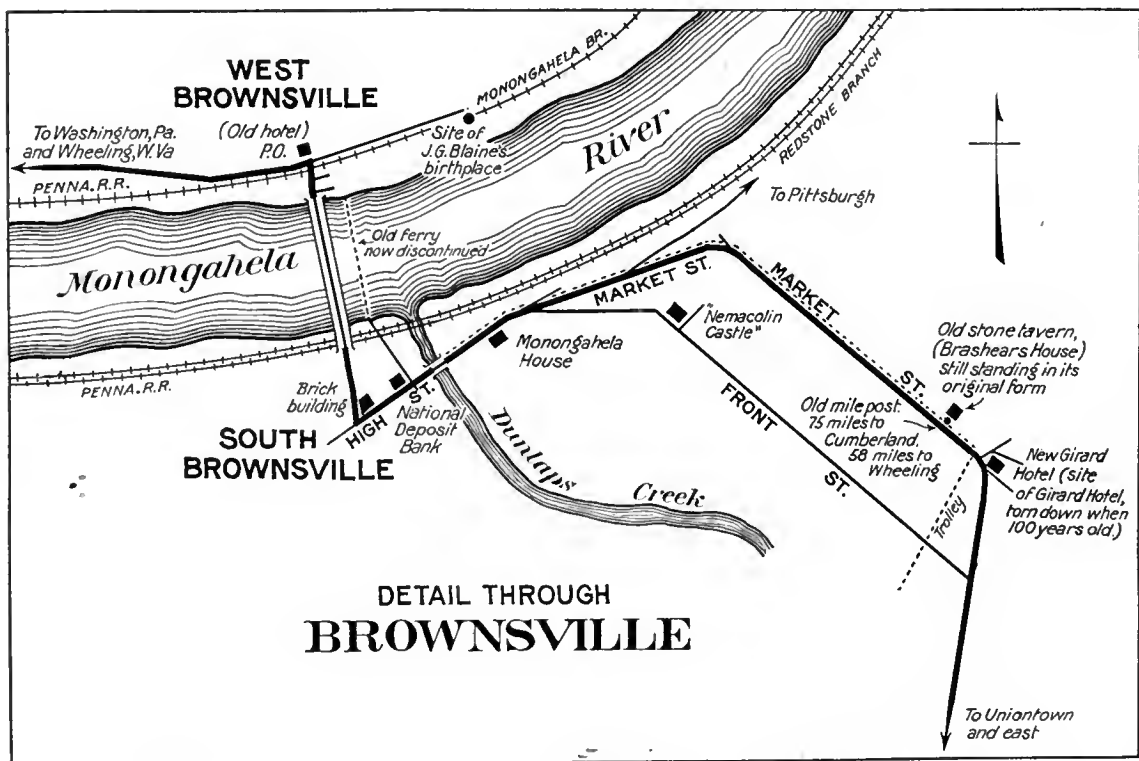 MONONGAHELA BR.
WEST
BROWNSVILLE
(Old hotel)
P.O.
To Washington, Pa.
and Wheeling, W.Va
PENNA. R.R.
Site of
J.G. Blaine's
birthplace
River
REDSTONE BRANCH
To Pittsburgh
Monongahela
Old ferry
now discontinued
MARKET ST.
MARKET
ST.
"Nemacolin
Castle"
Monongahela
House
PENNA. R.R.
Brick
building
HIGH ST.
National
Deposit
Bank
SOUTH
BROWNSVILLE
Dunlaps
Creek
FRONT
ST.
Old stone tavern,
(Brashears House)
still standing in its
original form
Old mile post:
75 miles to
Cumberland,
58 miles to
Wheeling
New Girard
Hotel (site
of Girard Hotel,
torn down when
100 years old.)
Trolley
DETAIL THROUGH
BROWNSVILLE
To Uniontown
and east